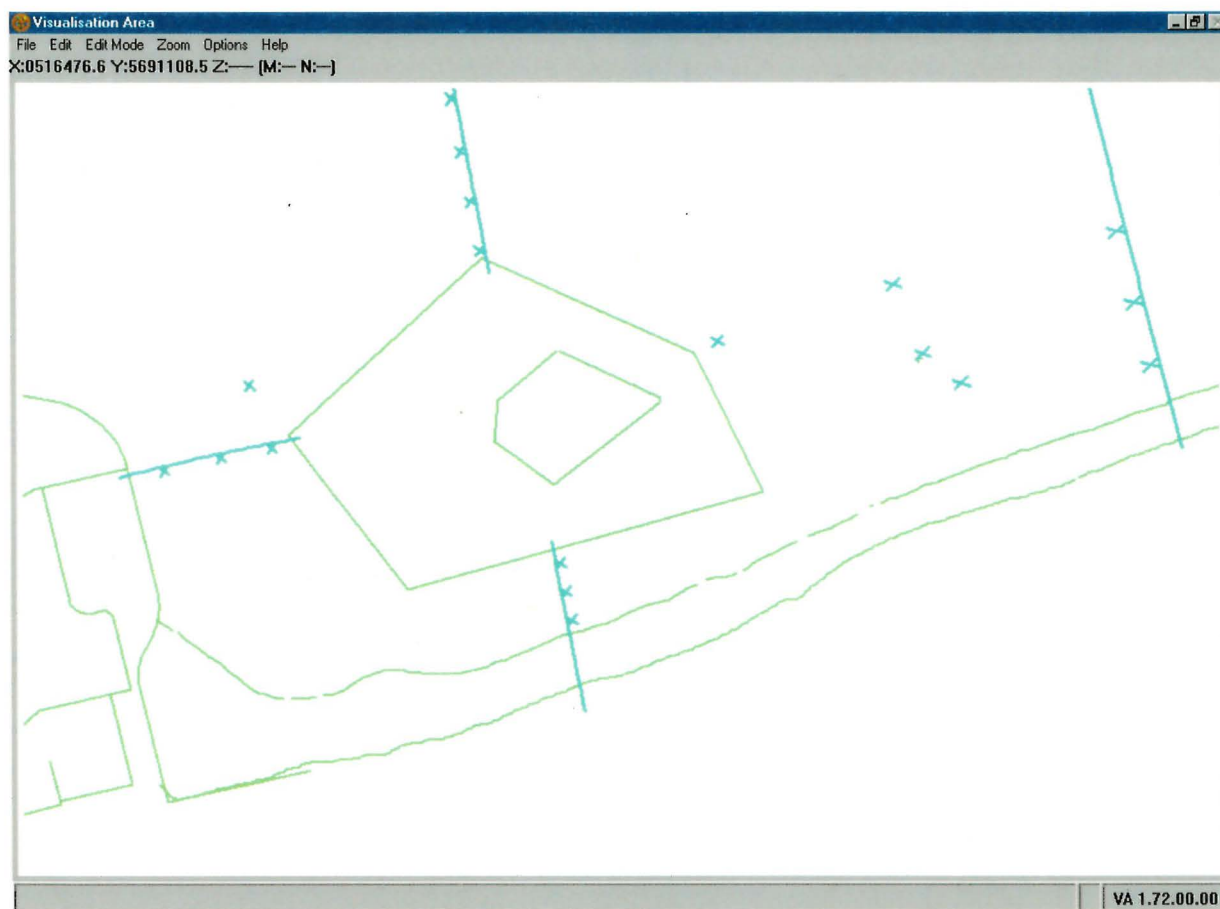 Visualisation Area
File Edit Edit Mode Zoom Options Help
X:0516476.6 Y:5691108.5 Z:--- (M:-- N:--)
VA 1.72.00.00